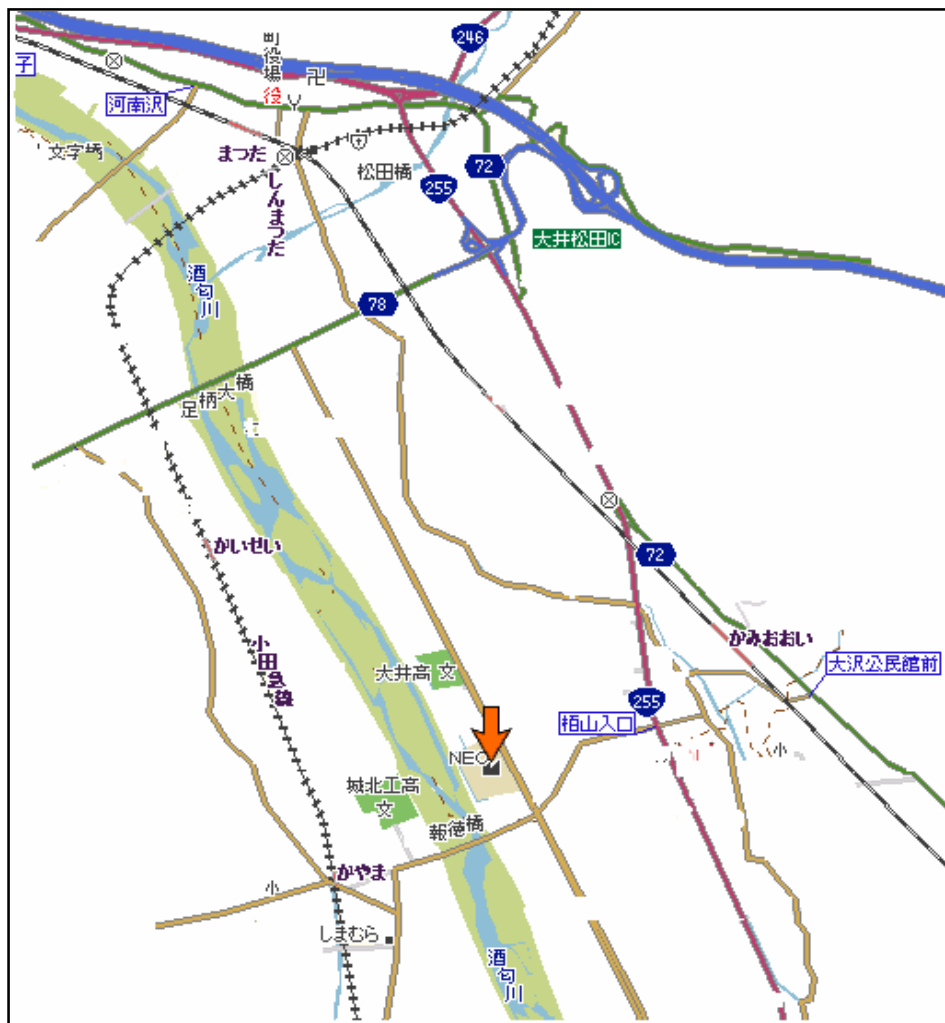 246
町役場
役
子
河南沢
文字橋
まつだ
しんまつだ
松田橋
72
255
大井松田IC
酒匂川
78
足柄大橋
かいせい
72
小田急線
かみおおい
大井高
文
大沢公民館前
255
栢山入口
NEC
小
城北工高
文
報徳橋
かやま
小
しまむら
酒匂川